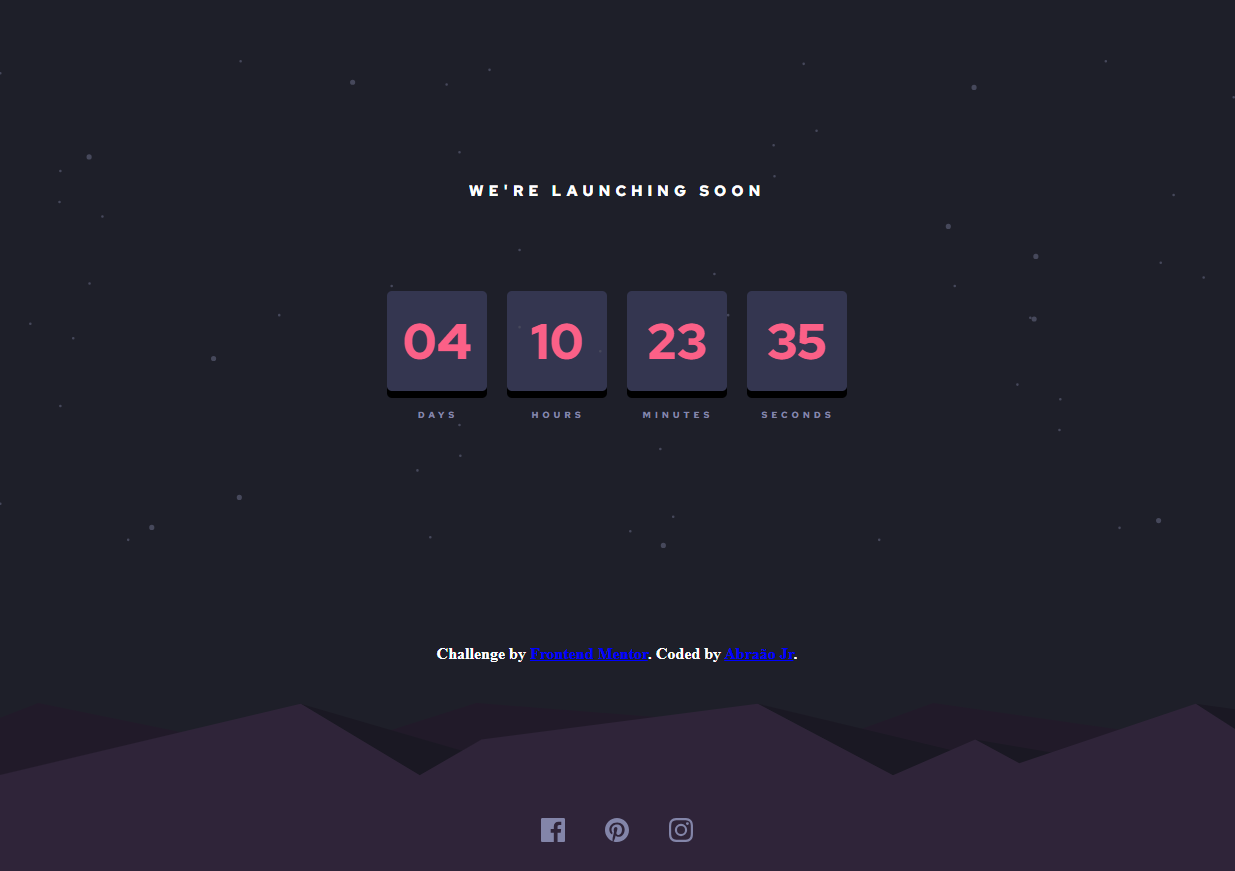 WE'RE LAUNCHING SOON
04 10 23 35
DAYS HOURS MINUTES SECONDS
Challenge by Frontend Mentor. Coded by Abraão Jr.